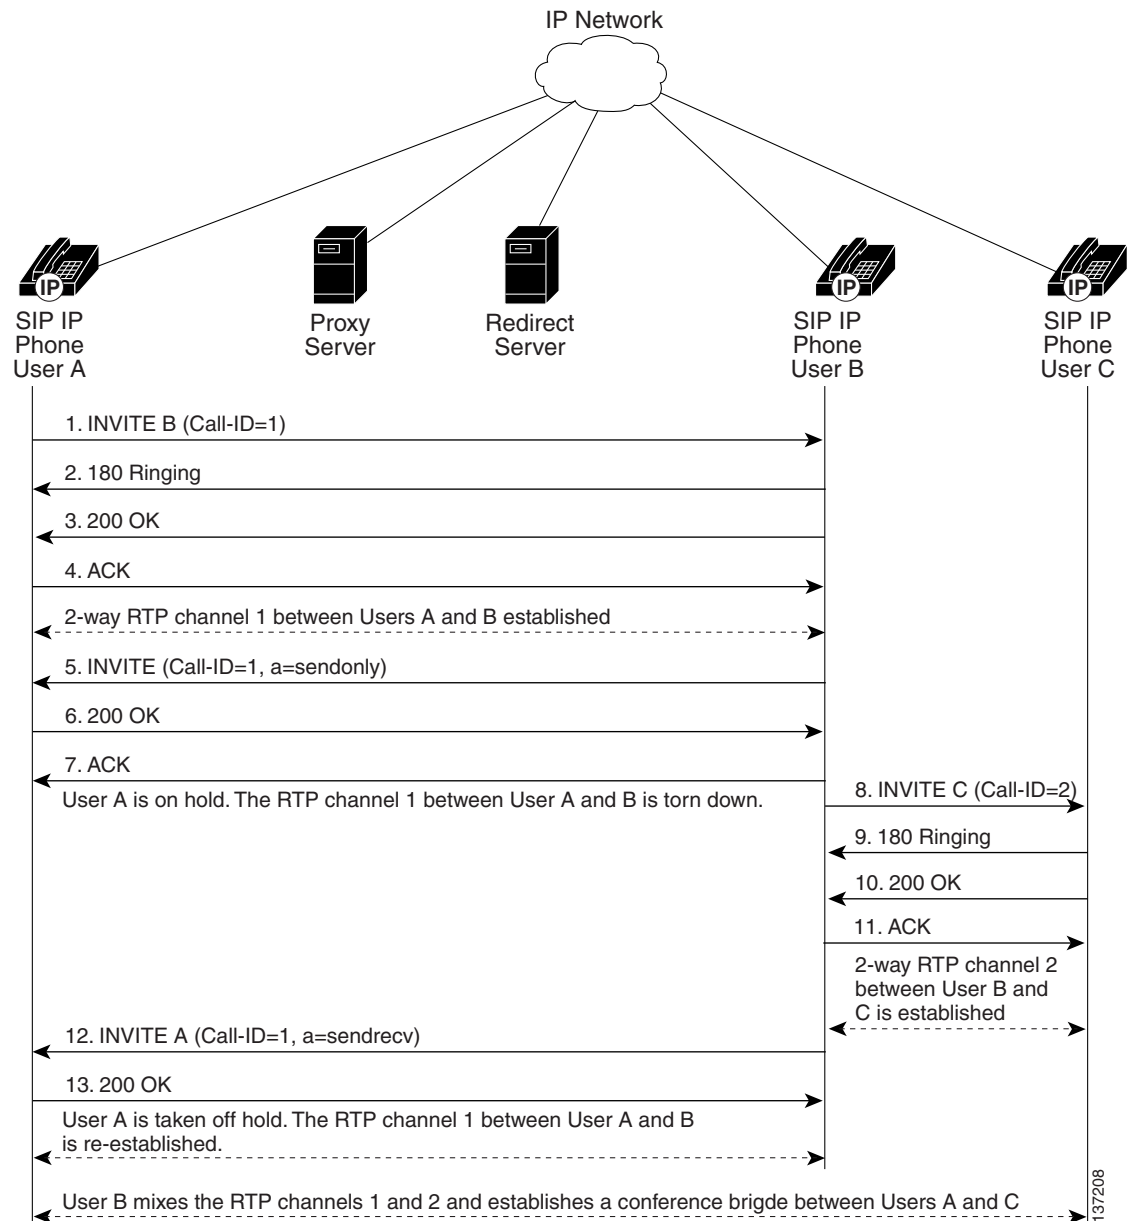 IP Network
IP
IP
IP
SIP IP
Phone
User A
Proxy
Server
Redirect
Server
SIP IP
Phone
User B
SIP IP
Phone
User C
1. INVITE B (Call-ID=1)
2. 180 Ringing
3. 200 OK
4. ACK
2-way RTP channel 1 between Users A and B established
5. INVITE (Call-ID=1, a=sendonly)
6. 200 OK
7. ACK
User A is on hold. The RTP channel 1 between User A and B is torn down.
8. INVITE C (Call-ID=2)
9. 180 Ringing
10. 200 OK
11. ACK
2-way RTP channel 2
between User B and
C is established
12. INVITE A (Call-ID=1, a=sendrecv)
13. 200 OK
User A is taken off hold. The RTP channel 1 between User A and B
is re-established.
User B mixes the RTP channels 1 and 2 and establishes a conference brigde between Users A and C
137208